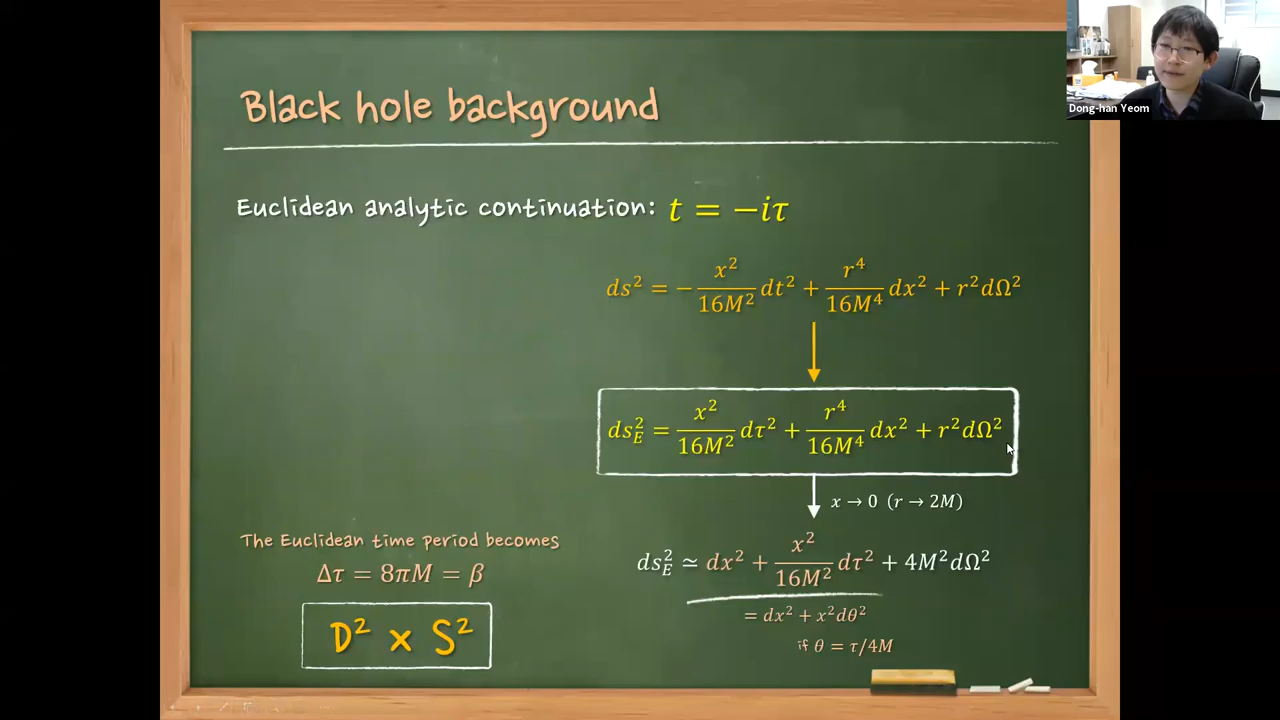 Black hole background
Dong-han Yeom
Euclidean analytic continuation: t = −iτ
ds² = − x²/16M² dt² + r⁴/16M⁴ dx² + r²dΩ²
ds_E² = x²/16M² dτ² + r⁴/16M⁴ dx² + r²dΩ²
x → 0 (r → 2M)
ds_E² ≃ dx² + x²/16M² dτ² + 4M²dΩ²
= dx² + x²dθ²
if θ = τ/4M
The Euclidean time period becomes
Δτ = 8πM = β
D² x S²